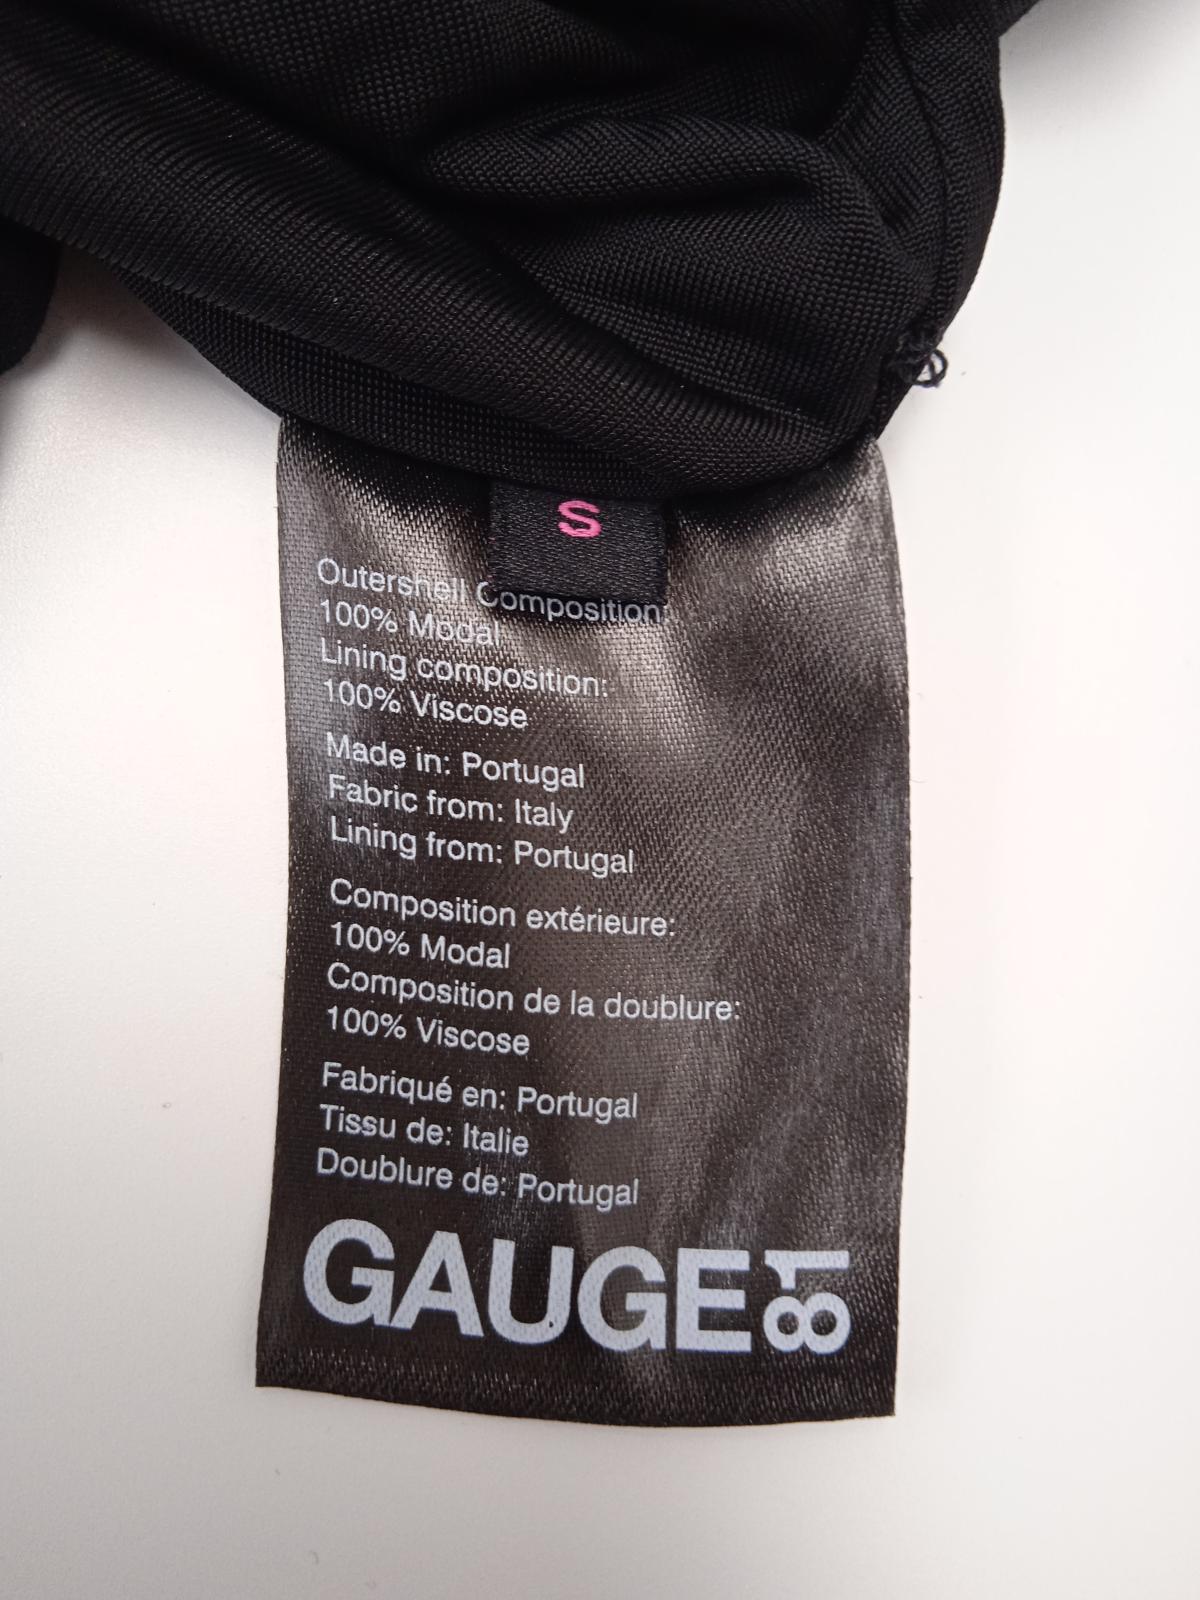 S
Outershell Composition
100% Modal
Lining composition:
100% Viscose
Made in: Portugal
Fabric from: Italy
Lining from: Portugal
Composition extérieure:
100% Modal
Composition de la doublure:
100% Viscose
Fabriqué en: Portugal
Tissu de: Italie
Doublure de: Portugal
GAUGE81